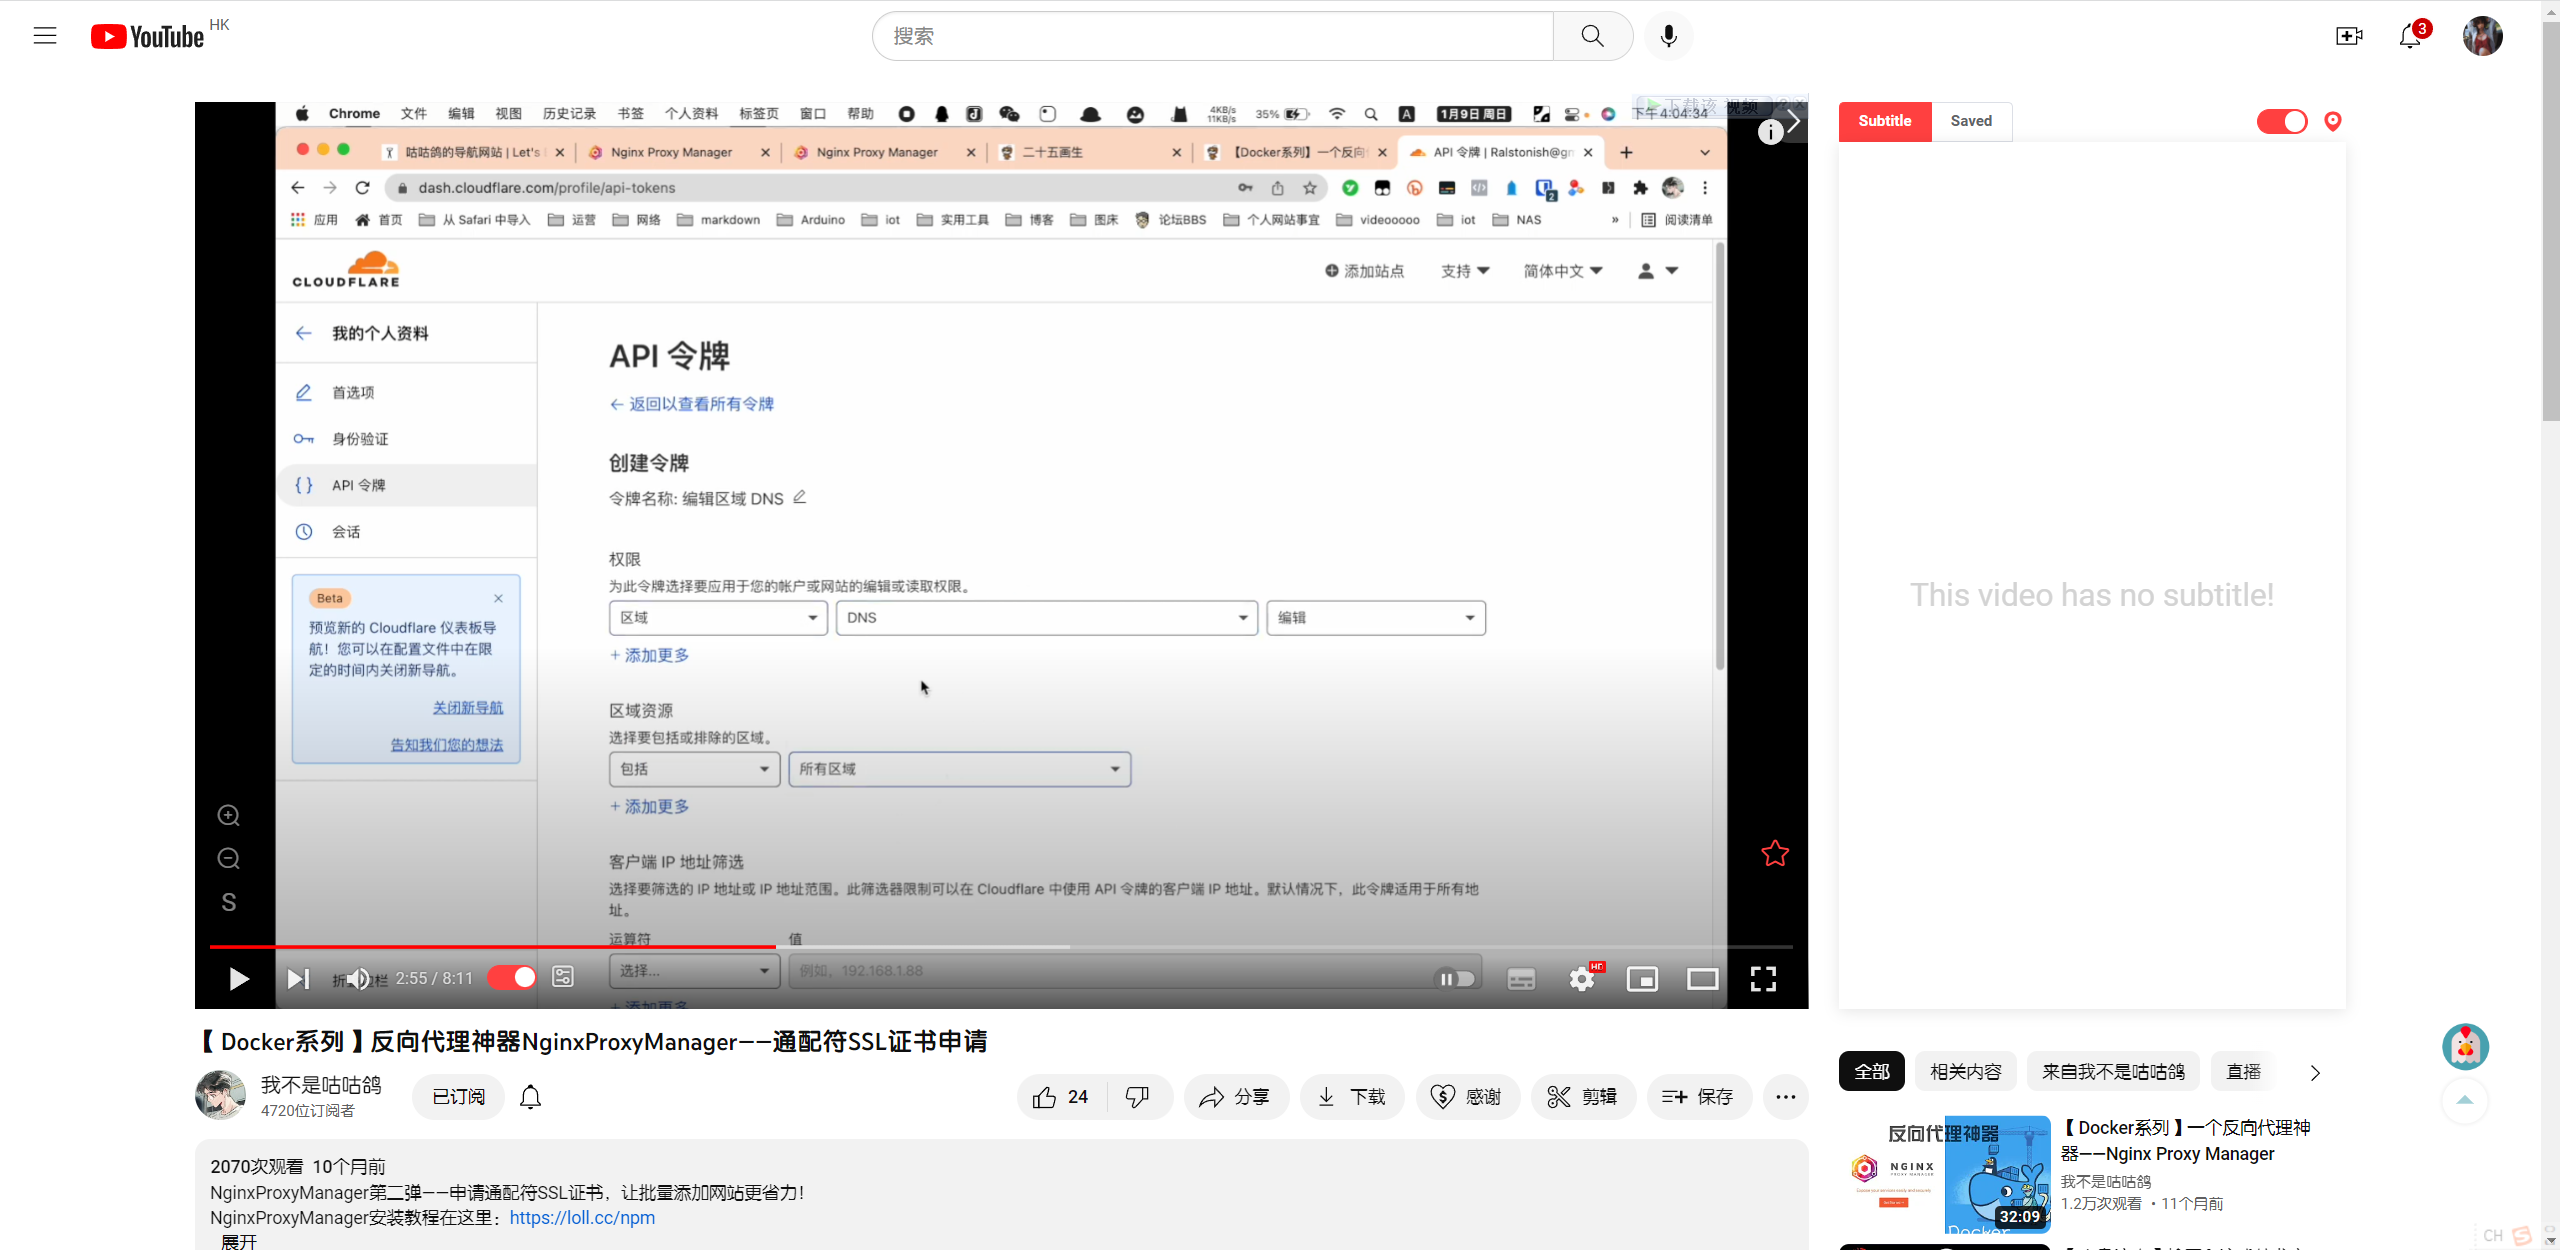 YouTube HK
搜索
3
Chrome 文件 编辑 视图 历史记录 书签 个人资料 标签页 窗口 帮助 4KB/s 11KB/s 35% A 1月9日 周日 下午4:04:34
下载该 视频
咕咕鸽的导航网站 | Let's Nginx Proxy Manager Nginx Proxy Manager 二十五画生 【Docker系列】一个反向 API 令牌 | Ralstonish@gm
dash.cloudflare.com/profile/api-tokens
应用 首页 从 Safari 中导入 运营 网络 markdown Arduino iot 实用工具 博客 图床 论坛BBS 个人网站事宜 videooooo iot NAS » 阅读清单
CLOUDFLARE
添加站点 支持 简体中文
我的个人资料
首选项
身份验证
API 令牌
会话
Beta
预览新的 Cloudflare 仪表板导
航！您可以在配置文件中在限
定的时间内关闭新导航。
关闭新导航
告知我们您的想法
API 令牌
← 返回以查看所有令牌
创建令牌
令牌名称: 编辑区域 DNS
权限
为此令牌选择要应用于您的帐户或网站的编辑或读取权限。
区域 DNS 编辑
+ 添加更多
区域资源
选择要包括或排除的区域。
包括 所有区域
+ 添加更多
客户端 IP 地址筛选
选择要筛选的 IP 地址或 IP 地址范围。此筛选器限制可以在 Cloudflare 中使用 API 令牌的客户端 IP 地址。默认情况下，此令牌适用于所有地
址。
运算符 值
选择... 例如，192.168.1.88
+ 添加更多
S
2:55 / 8:11
HD
Subtitle Saved
This video has no subtitle!
【Docker系列】反向代理神器NginxProxyManager——通配符SSL证书申请
我不是咕咕鸽
4720位订阅者
已订阅
24 分享 下载 感谢 剪辑 保存
2070次观看 10个月前
NginxProxyManager第二弹——申请通配符SSL证书，让批量添加网站更省力！
NginxProxyManager安装教程在这里：https://loll.cc/npm
展开
全部 相关内容 来自我不是咕咕鸽 直播
反向代理神器
NGINX
Docker
32:09
【Docker系列】一个反向代理神
器——Nginx Proxy Manager
我不是咕咕鸽
1.2万次观看 • 11个月前
CH